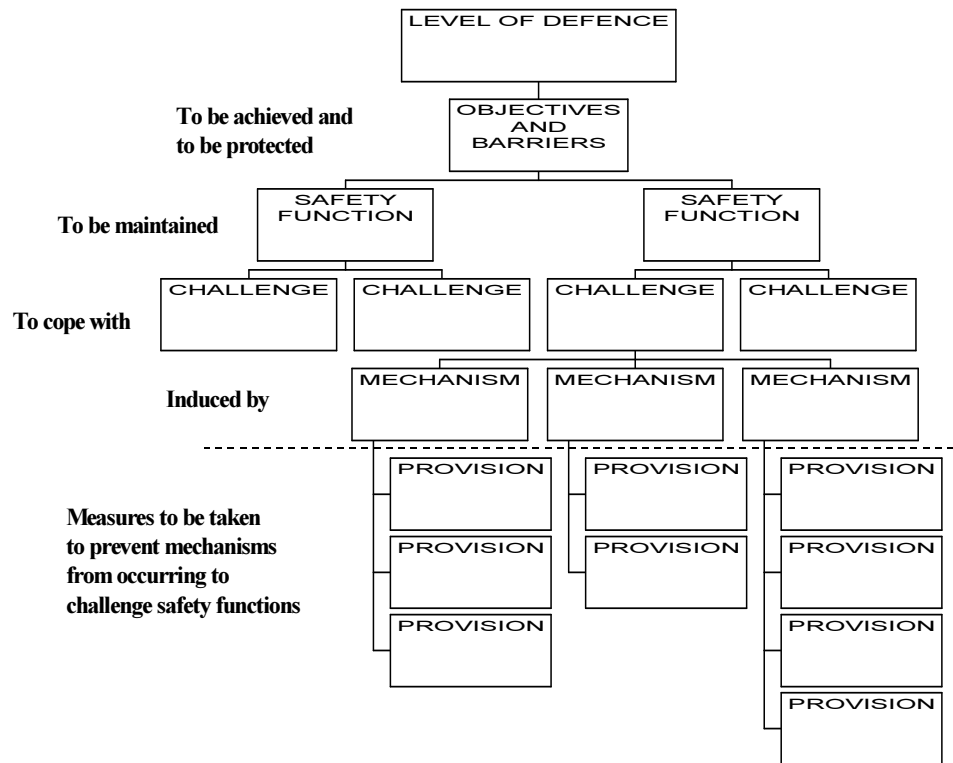 LEVEL OF DEFENCE
To be achieved and
to be protected
OBJECTIVES
AND
BARRIERS
To be maintained
SAFETY
FUNCTION
SAFETY
FUNCTION
To cope with
CHALLENGE
CHALLENGE
CHALLENGE
CHALLENGE
Induced by
MECHANISM
MECHANISM
MECHANISM
Measures to be taken
to prevent mechanisms
from occurring to
challenge safety functions
PROVISION
PROVISION
PROVISION
PROVISION
PROVISION
PROVISION
PROVISION
PROVISION
PROVISION